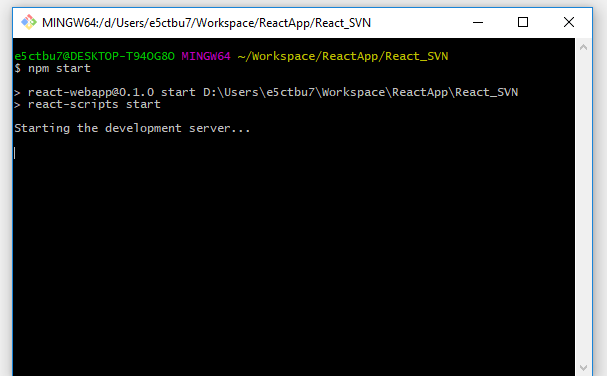 MINGW64:/d/Users/e5ctbu7/Workspace/ReactApp/React_SVN
e5ctbu7@DESKTOP-T94OG8O MINGW64 ~/Workspace/ReactApp/React_SVN
$ npm start
> react-webapp@0.1.0 start D:\Users\e5ctbu7\Workspace\ReactApp\React_SVN
> react-scripts start
Starting the development server...